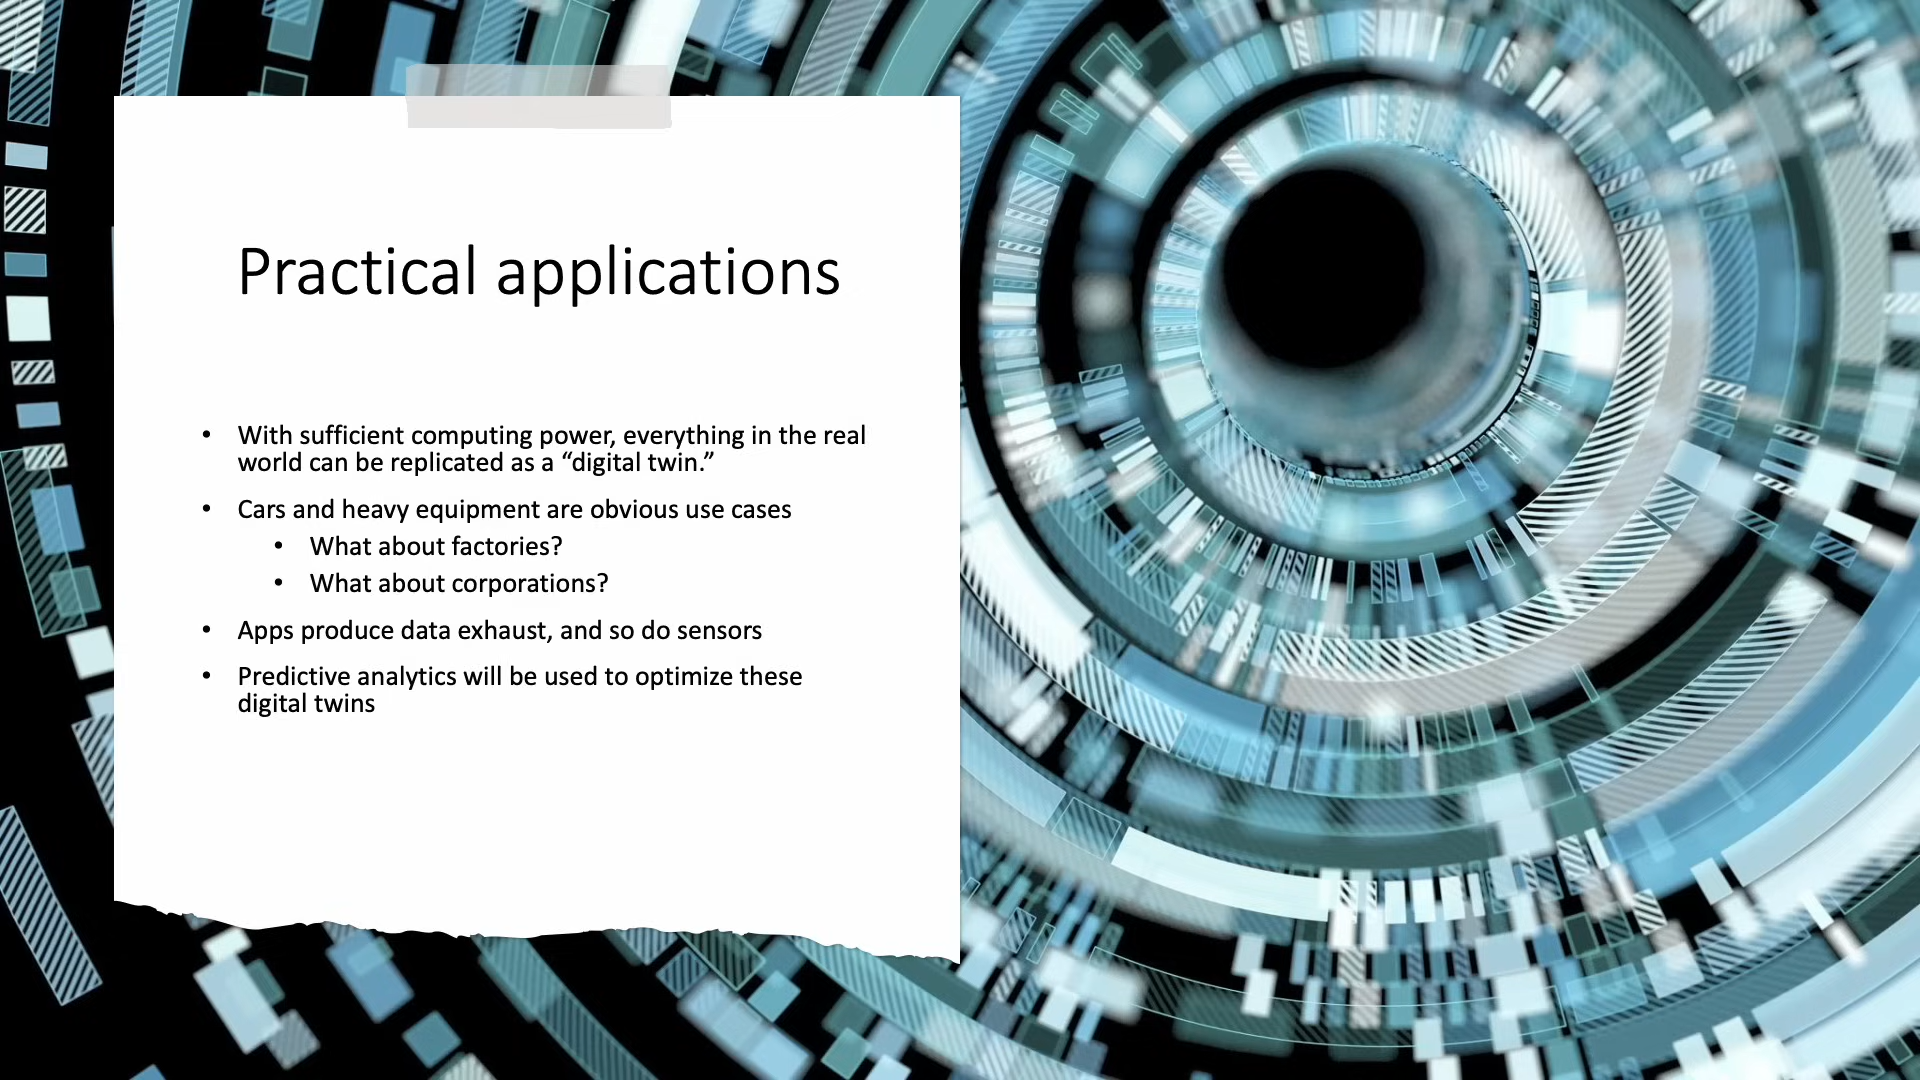 Practical applications
• With sufficient computing power, everything in the real
world can be replicated as a “digital twin.”
• Cars and heavy equipment are obvious use cases
• What about factories?
• What about corporations?
• Apps produce data exhaust, and so do sensors
• Predictive analytics will be used to optimize these
digital twins